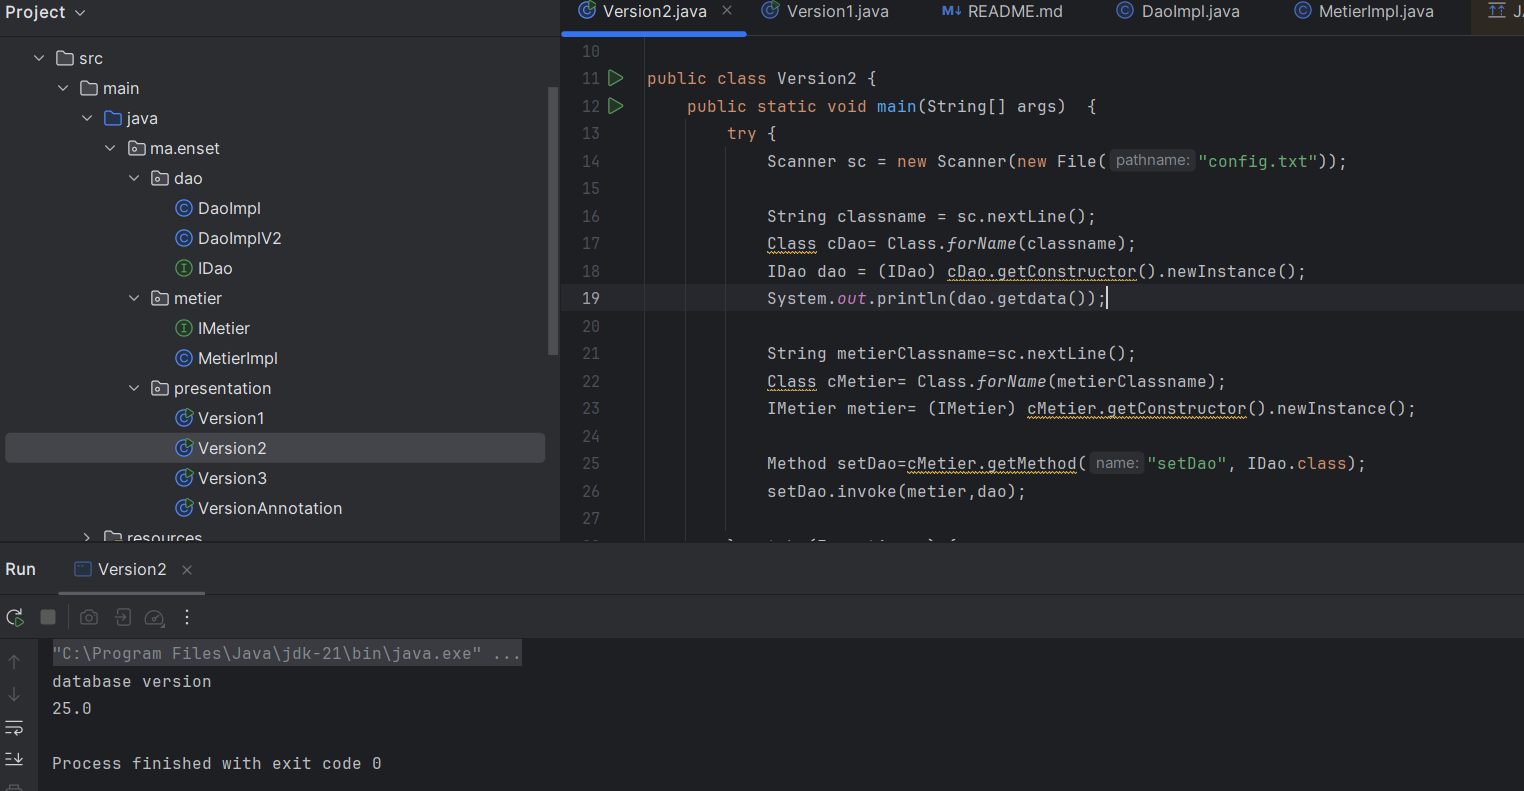 Project
src
main
java
ma.enset
dao
DaoImpl
DaoImplV2
IDao
metier
IMetier
MetierImpl
presentation
Version1
Version2
Version3
VersionAnnotation
resources
Version2.java
Version1.java
M↓ README.md
DaoImpl.java
MetierImpl.java
10
11 public class Version2 {
12 public static void main(String[] args)  {
13 try {
14 Scanner sc = new Scanner(new File( pathname: "config.txt"));
15
16 String classname = sc.nextLine();
17 Class cDao= Class.forName(classname);
18 IDao dao = (IDao) cDao.getConstructor().newInstance();
19 System.out.println(dao.getdata());
20
21 String metierClassname=sc.nextLine();
22 Class cMetier= Class.forName(metierClassname);
23 IMetier metier= (IMetier) cMetier.getConstructor().newInstance();
24
25 Method setDao=cMetier.getMethod( name: "setDao", IDao.class);
26 setDao.invoke(metier,dao);
27
Run
Version2
"C:\Program Files\Java\jdk-21\bin\java.exe" ...
database version
25.0
Process finished with exit code 0